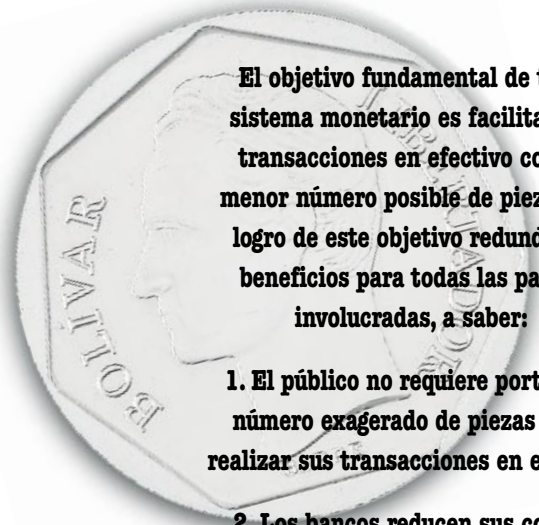 El objetivo fundamental de
sistema monetario es
transacciones en efectivo
menor número posible de
logro de este objetivo
beneficios para todas las
involucradas, a saber:
1. El público no requiere
número exagerado de piezas
realizar sus transacciones en
2. Los bancos reducen sus
BOLÍVAR
LIBERTADOR